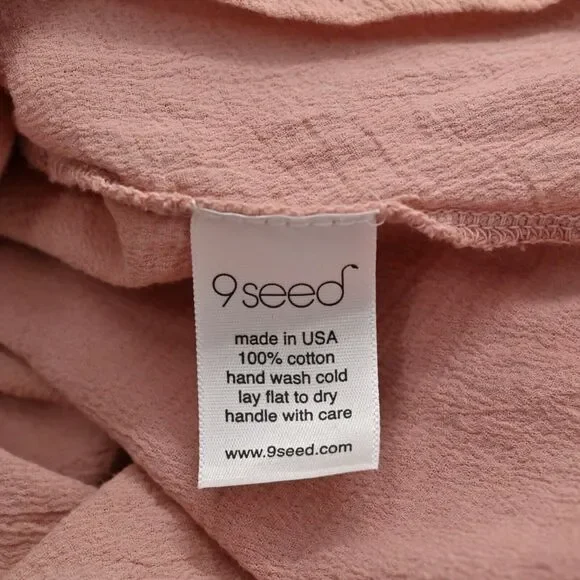 9seed
made in USA
100% cotton
hand wash cold
lay flat to dry
handle with care
www.9seed.com